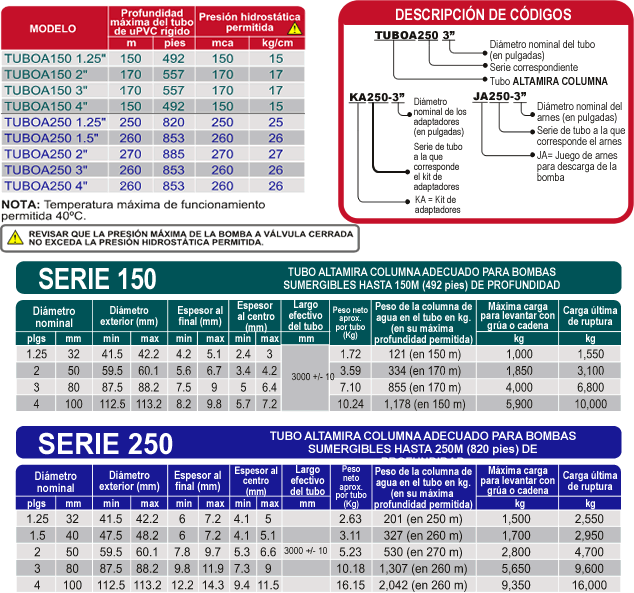 MODELO Profundidad máxima del tubo de uPVC rígido Presión hidrostática permitida
m pies mca kg/cm
TUBOA150 1.25" 150 492 150 15
TUBOA150 2" 170 557 170 17
TUBOA150 3" 170 557 170 17
TUBOA150 4" 150 492 150 15
TUBOA250 1.25" 250 820 250 25
TUBOA250 1.5" 260 853 260 26
TUBOA250 2" 270 885 270 27
TUBOA250 3" 260 853 260 26
TUBOA250 4" 260 853 260 26
NOTA: Temperatura máxima de funcionamiento
permitida 40ºC.
REVISAR QUE LA PRESIÓN MÁXIMA DE LA BOMBA A VÁLVULA CERRADA
NO EXCEDA LA PRESIÓN HIDROSTÁTICA PERMITIDA.
DESCRIPCIÓN DE CÓDIGOS
TUBOA250 3"
Diámetro nominal del tubo
(en pulgadas)
Serie correspondiente
Tubo ALTAMIRA COLUMNA
KA250-3"
Diámetro
nominal de los
adaptadores
(en pulgadas)
Serie de tubo
a la que
corresponde
el kit de
adaptadores
KA = Kit de
adaptadores
JA250-3"
Diámetro nominal del
arnes (en pulgadas)
Serie de tubo a la que
corresponde el arnes
JA= Juego de arnes
para descarga de la
bomba
SERIE 150
TUBO ALTAMIRA COLUMNA ADECUADO PARA BOMBAS
SUMERGIBLES HASTA 150M (492 pies) DE PROFUNDIDAD
Diámetro nominal Diámetro exterior (mm) Espesor al final (mm) Espesor al centro (mm) Largo efectivo del tubo Peso neto aprox. por tubo (Kg) Peso de la columna de agua en el tubo en kg. (en su máxima profundidad permitida) Máxima carga para levantar con grúa o cadena Carga última de ruptura
plgs mm min max min max min max mm kg kg
1.25 32 41.5 42.2 4.2 5.1 2.4 3 1.72 121 (en 150 m) 1,000 1,550
2 50 59.5 60.1 5.6 6.7 3.4 4.2 3000 +/- 10 3.59 334 (en 170 m) 1,850 3,100
3 80 87.5 88.2 7.5 9 5 6.4 7.10 855 (en 170 m) 4,000 6,800
4 100 112.5 113.2 8.2 9.8 5.7 7.2 10.24 1,178 (en 150 m) 5,900 10,000
SERIE 250
TUBO ALTAMIRA COLUMNA ADECUADO PARA BOMBAS
SUMERGIBLES HASTA 250M (820 pies) DE
PROFUNDIDAD
Diámetro nominal Diámetro exterior (mm) Espesor al final (mm) Espesor al centro (mm) Largo efectivo del tubo Peso neto aprox. por tubo (Kg) Peso de la columna de agua en el tubo en kg. (en su máxima profundidad permitida) Máxima carga para levantar con grúa o cadena Carga última de ruptura
plgs mm min max min max min max mm kg kg
1.25 32 41.5 42.2 6 7.2 4.1 5 2.63 201 (en 250 m) 1,500 2,550
1.5 40 47.5 48.2 6 7.2 4.1 5.1 3.11 327 (en 260 m) 1,700 2,950
2 50 59.5 60.1 7.8 9.7 5.3 6.6 3000 +/- 10 5.23 530 (en 270 m) 2,800 4,700
3 80 87.5 88.2 9.8 11.9 7.3 9 10.18 1,307 (en 260 m) 5,650 9,600
4 100 112.5 113.2 12.2 14.3 9.4 11.5 16.15 2,042 (en 260 m) 9,350 16,000